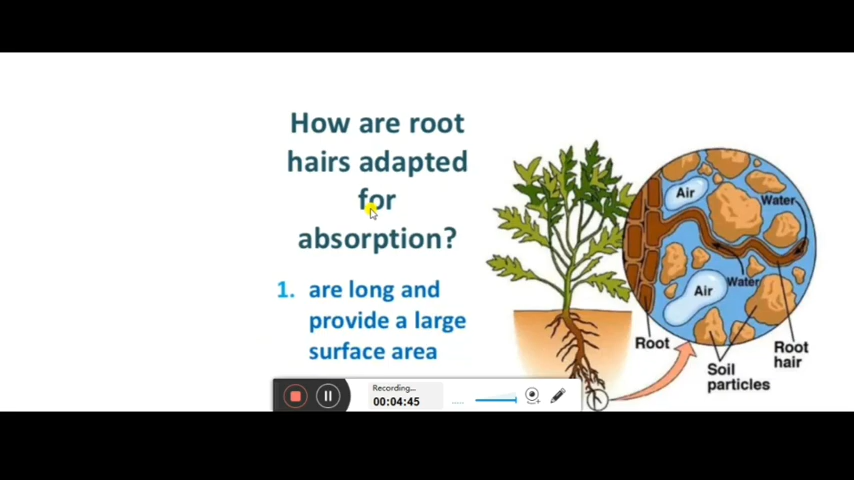 How are root
hairs adapted
for
absorption?
1. are long and
provide a large
surface area
Air
Water
Air
Water
Root
Soil
particles
Root
hair
Recording...
00:04:45